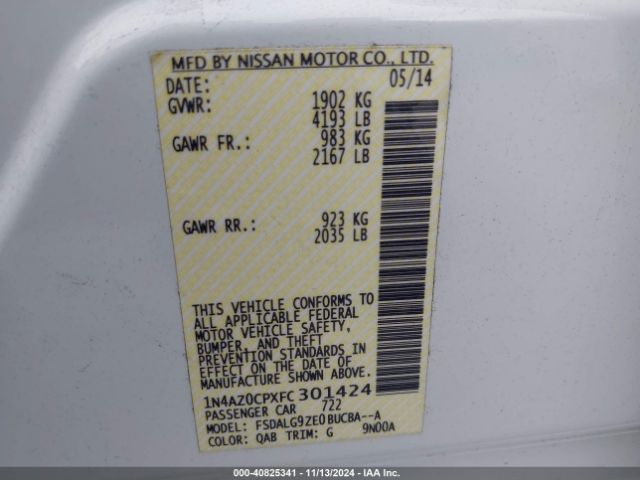 MFD BY NISSAN MOTOR CO., LTD.
DATE: 05/14
GVWR: 1902 KG
4193 LB
GAWR FR.: 983 KG
2167 LB
GAWR RR.: 923 KG
2035 LB
THIS VEHICLE CONFORMS TO
ALL APPLICABLE FEDERAL
MOTOR VEHICLE SAFETY,
BUMPER, AND THEFT
PREVENTION STANDARDS IN
EFFECT ON THE DATE OF
MANUFACTURE SHOWN ABOVE.
1N4AZ0CPXFC301424
PASSENGER CAR 722
MODEL: FSDALG9ZE0BUCBA--A
COLOR: QAB TRIM: G 9N00A
000-40825341 - 11/13/2024 - IAA Inc.